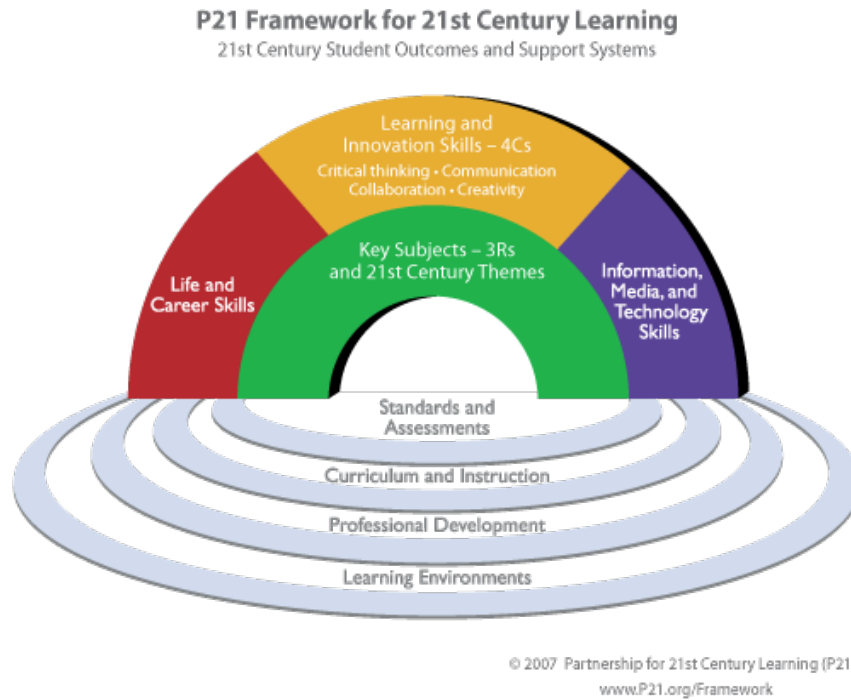 P21 Framework for 21st Century Learning
21st Century Student Outcomes and Support Systems
Learning and
Innovation Skills – 4Cs
Critical thinking • Communication
Collaboration • Creativity
Key Subjects – 3Rs
and 21st Century Themes
Life and
Career Skills
Information,
Media, and
Technology
Skills
Standards and
Assessments
Curriculum and Instruction
Professional Development
Learning Environments
© 2007 Partnership for 21st Century Learning (P21
www.P21.org/Framework